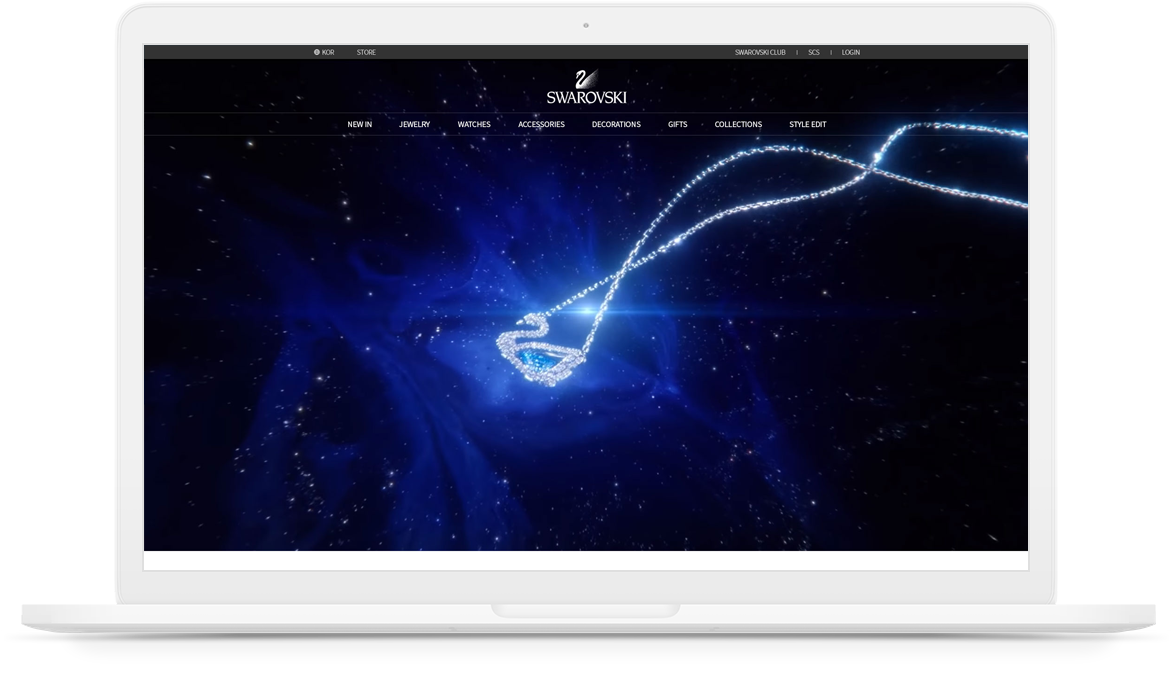 KOR STORE SWAROVSKI CLUB | SCS | LOGIN
SWAROVSKI
NEW IN JEWELRY WATCHES ACCESSORIES DECORATIONS GIFTS COLLECTIONS STYLE EDIT